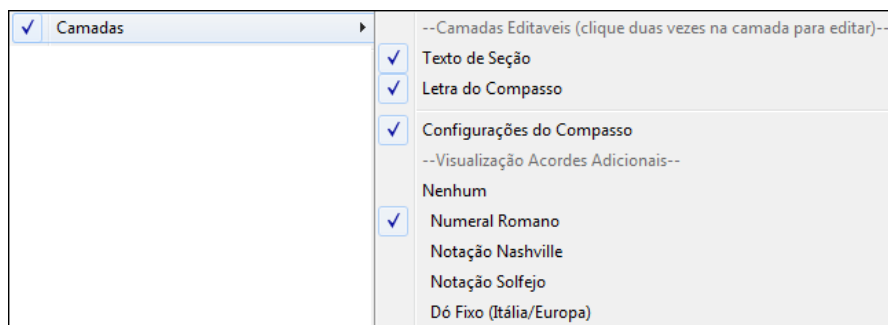 Camadas
--Camadas Editaveis (clique duas vezes na camada para editar)--
Texto de Seção
Letra do Compasso
Configurações do Compasso
--Visualização Acordes Adicionais--
Nenhum
Numeral Romano
Notação Nashville
Notação Solfejo
Dó Fixo (Itália/Europa)